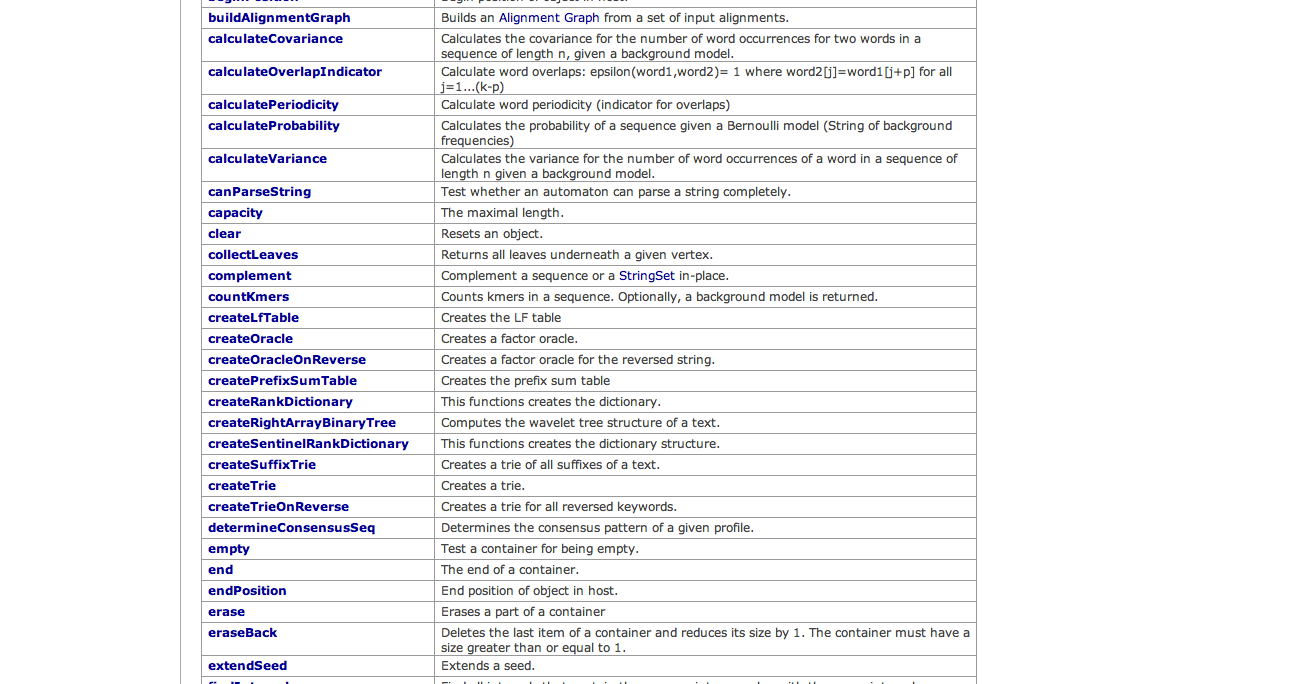 buildAlignmentGraph Builds an Alignment Graph from a set of input alignments.
calculateCovariance Calculates the covariance for the number of word occurrences for two words in a
sequence of length n, given a background model.
calculateOverlapIndicator Calculate word overlaps: epsilon(word1,word2)= 1 where word2[j]=word1[j+p] for all
j=1...(k-p)
calculatePeriodicity Calculate word periodicity (indicator for overlaps)
calculateProbability Calculates the probability of a sequence given a Bernoulli model (String of background
frequencies)
calculateVariance Calculates the variance for the number of word occurrences of a word in a sequence of
length n given a background model.
canParseString Test whether an automaton can parse a string completely.
capacity The maximal length.
clear Resets an object.
collectLeaves Returns all leaves underneath a given vertex.
complement Complement a sequence or a StringSet in-place.
countKmers Counts kmers in a sequence. Optionally, a background model is returned.
createLfTable Creates the LF table
createOracle Creates a factor oracle.
createOracleOnReverse Creates a factor oracle for the reversed string.
createPrefixSumTable Creates the prefix sum table
createRankDictionary This functions creates the dictionary.
createRightArrayBinaryTree Computes the wavelet tree structure of a text.
createSentinelRankDictionary This functions creates the dictionary structure.
createSuffixTrie Creates a trie of all suffixes of a text.
createTrie Creates a trie.
createTrieOnReverse Creates a trie for all reversed keywords.
determineConsensusSeq Determines the consensus pattern of a given profile.
empty Test a container for being empty.
end The end of a container.
endPosition End position of object in host.
erase Erases a part of a container
eraseBack Deletes the last item of a container and reduces its size by 1. The container must have a
size greater than or equal to 1.
extendSeed Extends a seed.